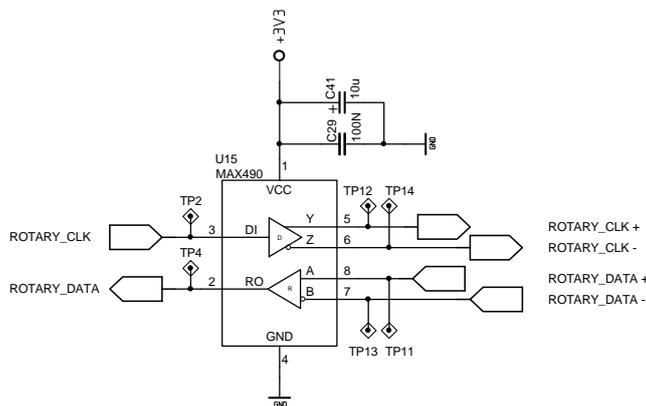 +3V3
C41
10u
+
C29
100N
GND
U15
MAX490
1
VCC
TP2
TP12
TP14
ROTARY_CLK
3
DI
D
Y
5
ROTARY_CLK +
Z
6
ROTARY_CLK -
TP4
ROTARY_DATA
2
RO
R
A
8
ROTARY_DATA +
B
7
ROTARY_DATA -
GND
4
TP13
TP11
GND